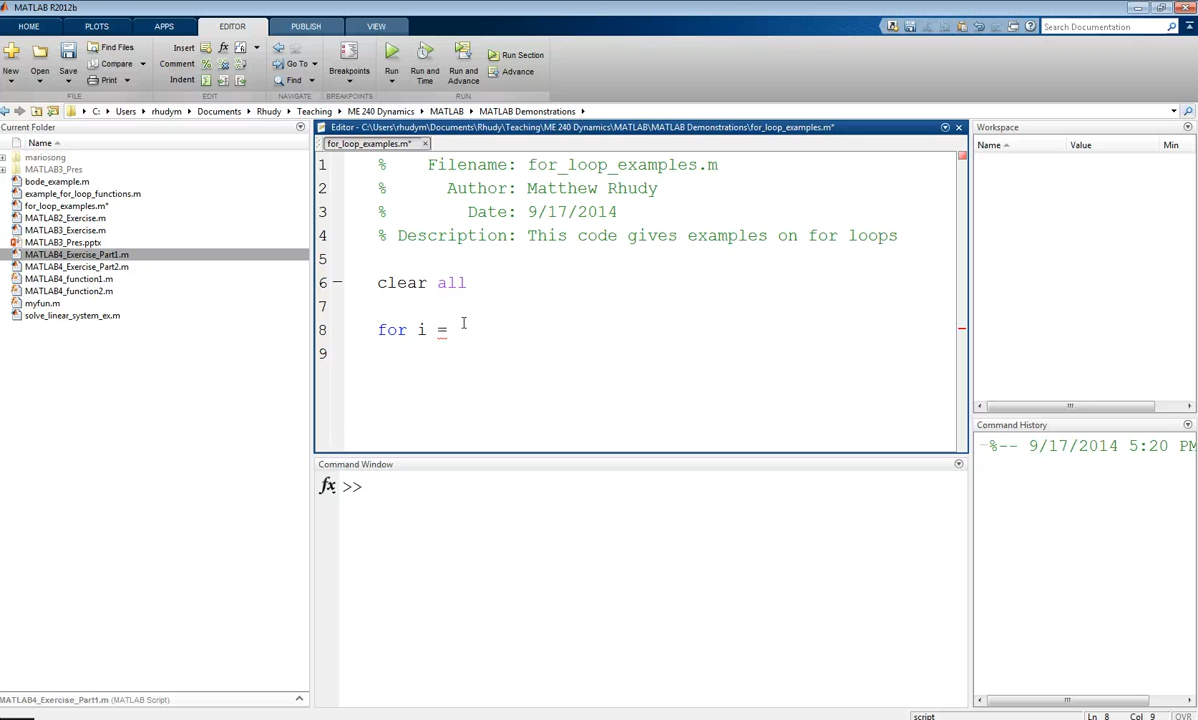 MATLAB R2012b
HOME PLOTS APPS EDITOR PUBLISH VIEW
Search Documentation
New Open Save Find Files Compare Print
Insert Comment Indent fx
Go To Find
Breakpoints Run Run and Time Run and Advance Run Section Advance
FILE EDIT NAVIGATE BREAKPOINTS RUN
C: Users rhudym Documents Rhudy Teaching ME 240 Dynamics MATLAB MATLAB Demonstrations
Current Folder
Name
mariosong
MATLAB3_Pres
bode_example.m
example_for_loop_functions.m
for_loop_examples.m*
MATLAB2_Exercise.m
MATLAB3_Exercise.m
MATLAB3_Pres.pptx
MATLAB4_Exercise_Part1.m
MATLAB4_Exercise_Part2.m
MATLAB4_function1.m
MATLAB4_function2.m
myfun.m
solve_linear_system_ex.m
MATLAB4_Exercise_Part1.m (MATLAB Script)
Editor - C:\Users\rhudym\Documents\Rhudy\Teaching\ME 240 Dynamics\MATLAB\MATLAB Demonstrations\for_loop_examples.m*
for_loop_examples.m*
1 % Filename: for_loop_examples.m
2 % Author: Matthew Rhudy
3 % Date: 9/17/2014
4 % Description: This code gives examples on for loops
5
6 clear all
7
8 for i =
9
Command Window
fx >>
Workspace
Name Value Min
Command History
%-- 9/17/2014 5:20 PM
script Ln 8 Col 9 OVR